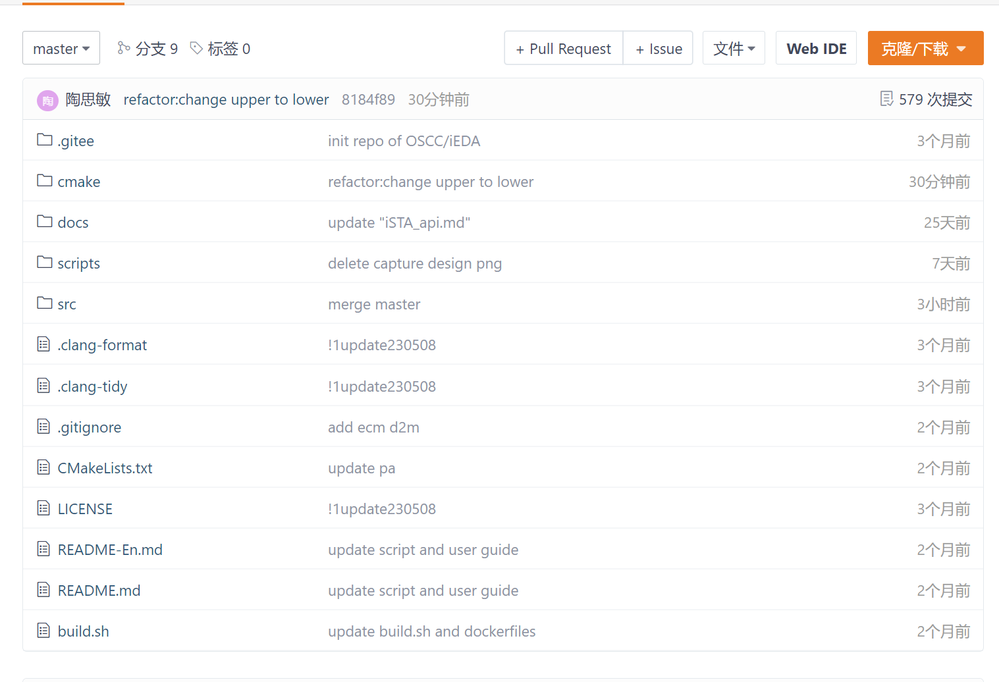 master 分支 9 标签 0 + Pull Request + Issue 文件 Web IDE 克隆/下载
陶 陶思敏 refactor:change upper to lower 8184f89 30分钟前 579 次提交
.gitee init repo of OSCC/iEDA 3个月前
cmake refactor:change upper to lower 30分钟前
docs update "iSTA_api.md" 25天前
scripts delete capture design png 7天前
src merge master 3小时前
.clang-format !1update230508 3个月前
.clang-tidy !1update230508 3个月前
.gitignore add ecm d2m 2个月前
CMakeLists.txt update pa 2个月前
LICENSE !1update230508 3个月前
README-En.md update script and user guide 2个月前
README.md update script and user guide 2个月前
build.sh update build.sh and dockerfiles 2个月前